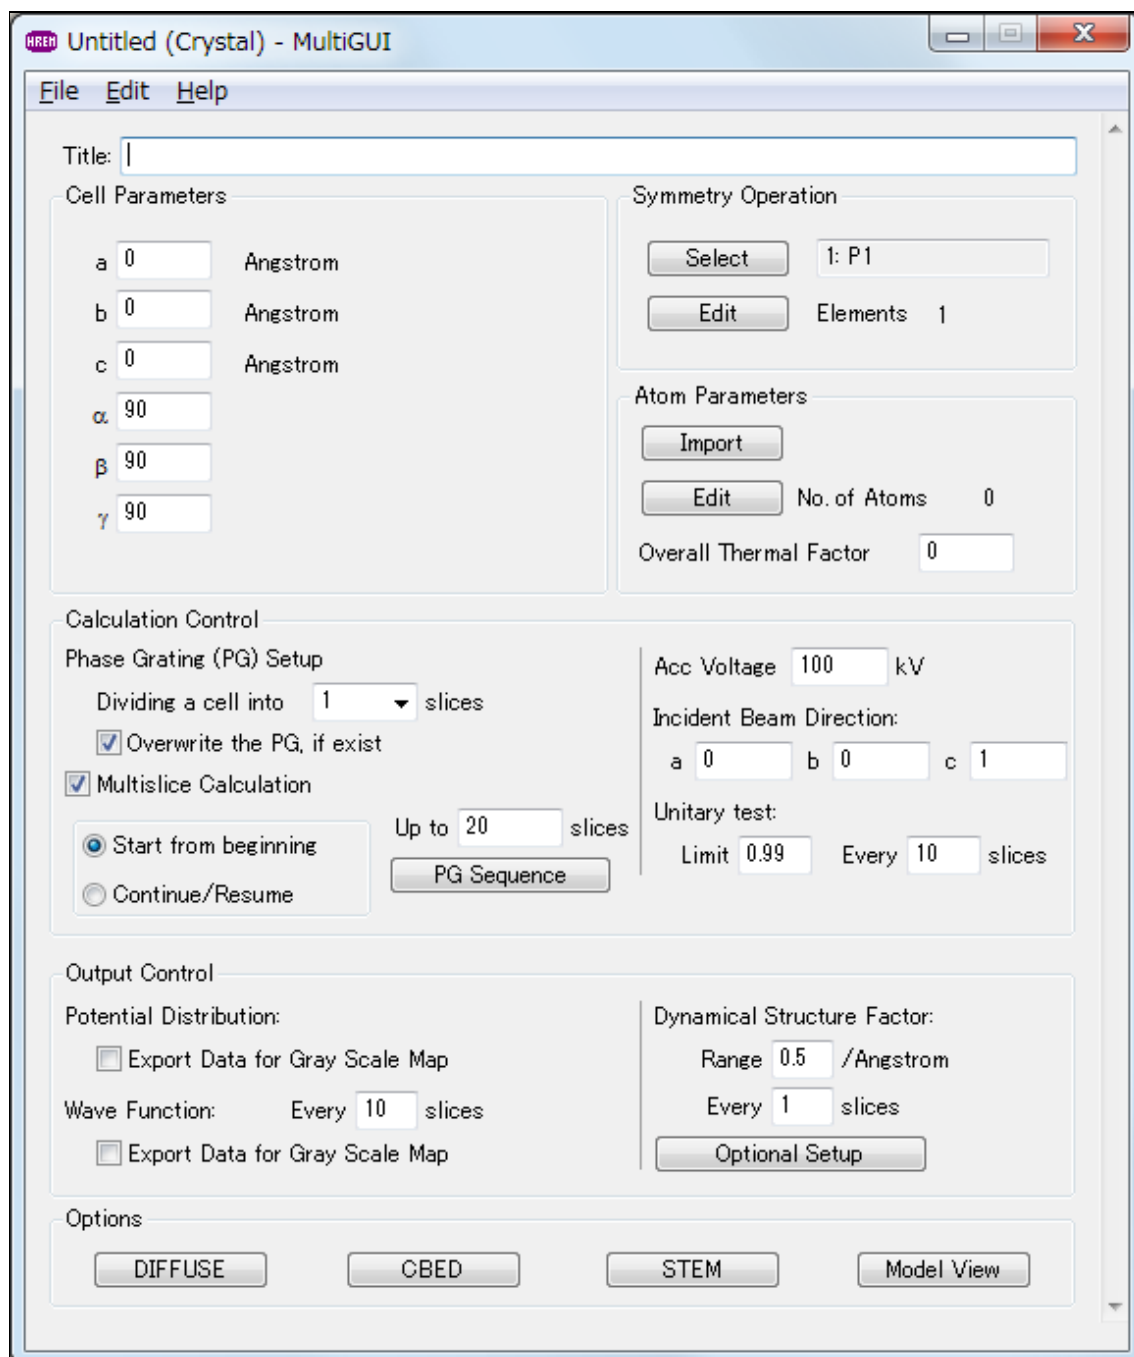 HREM Untitled (Crystal) - MultiGUI
File Edit Help
Title:
Cell Parameters
a 0 Angstrom
b 0 Angstrom
c 0 Angstrom
α 90
β 90
γ 90
Symmetry Operation
Select 1: P1
Edit Elements 1
Atom Parameters
Import
Edit No. of Atoms 0
Overall Thermal Factor 0
Calculation Control
Phase Grating (PG) Setup
Dividing a cell into 1 slices
Overwrite the PG, if exist
Multislice Calculation
Start from beginning
Continue/Resume
Up to 20 slices
PG Sequence
Acc Voltage 100 kV
Incident Beam Direction:
a 0 b 0 c 1
Unitary test:
Limit 0.99 Every 10 slices
Output Control
Potential Distribution:
Export Data for Gray Scale Map
Wave Function: Every 10 slices
Export Data for Gray Scale Map
Dynamical Structure Factor:
Range 0.5 /Angstrom
Every 1 slices
Optional Setup
Options
DIFFUSE CBED STEM Model View